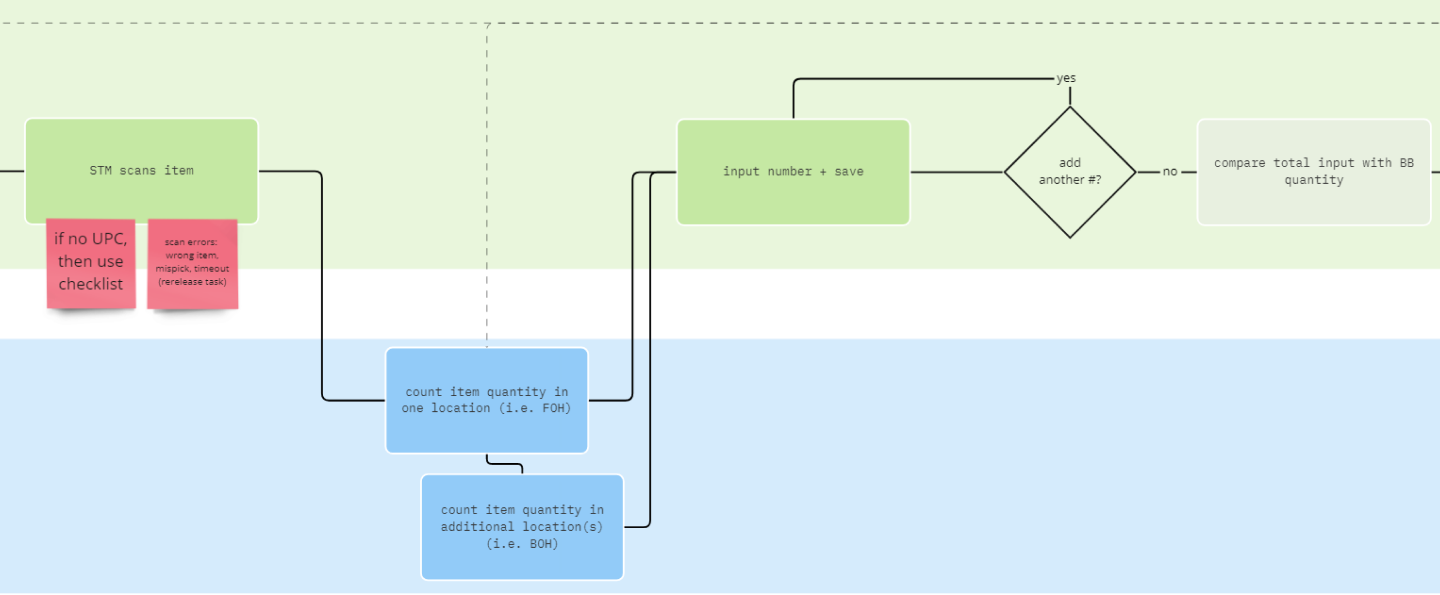 STM scans item
if no UPC,
then use
checklist
scan errors:
wrong item,
mispick, timeout
(rerelease task)
count item quantity in
one location (i.e. FOH)
count item quantity in
additional location(s)
(i.e. BOH)
input number + save
yes
add
another #?
no
compare total input with BB
quantity